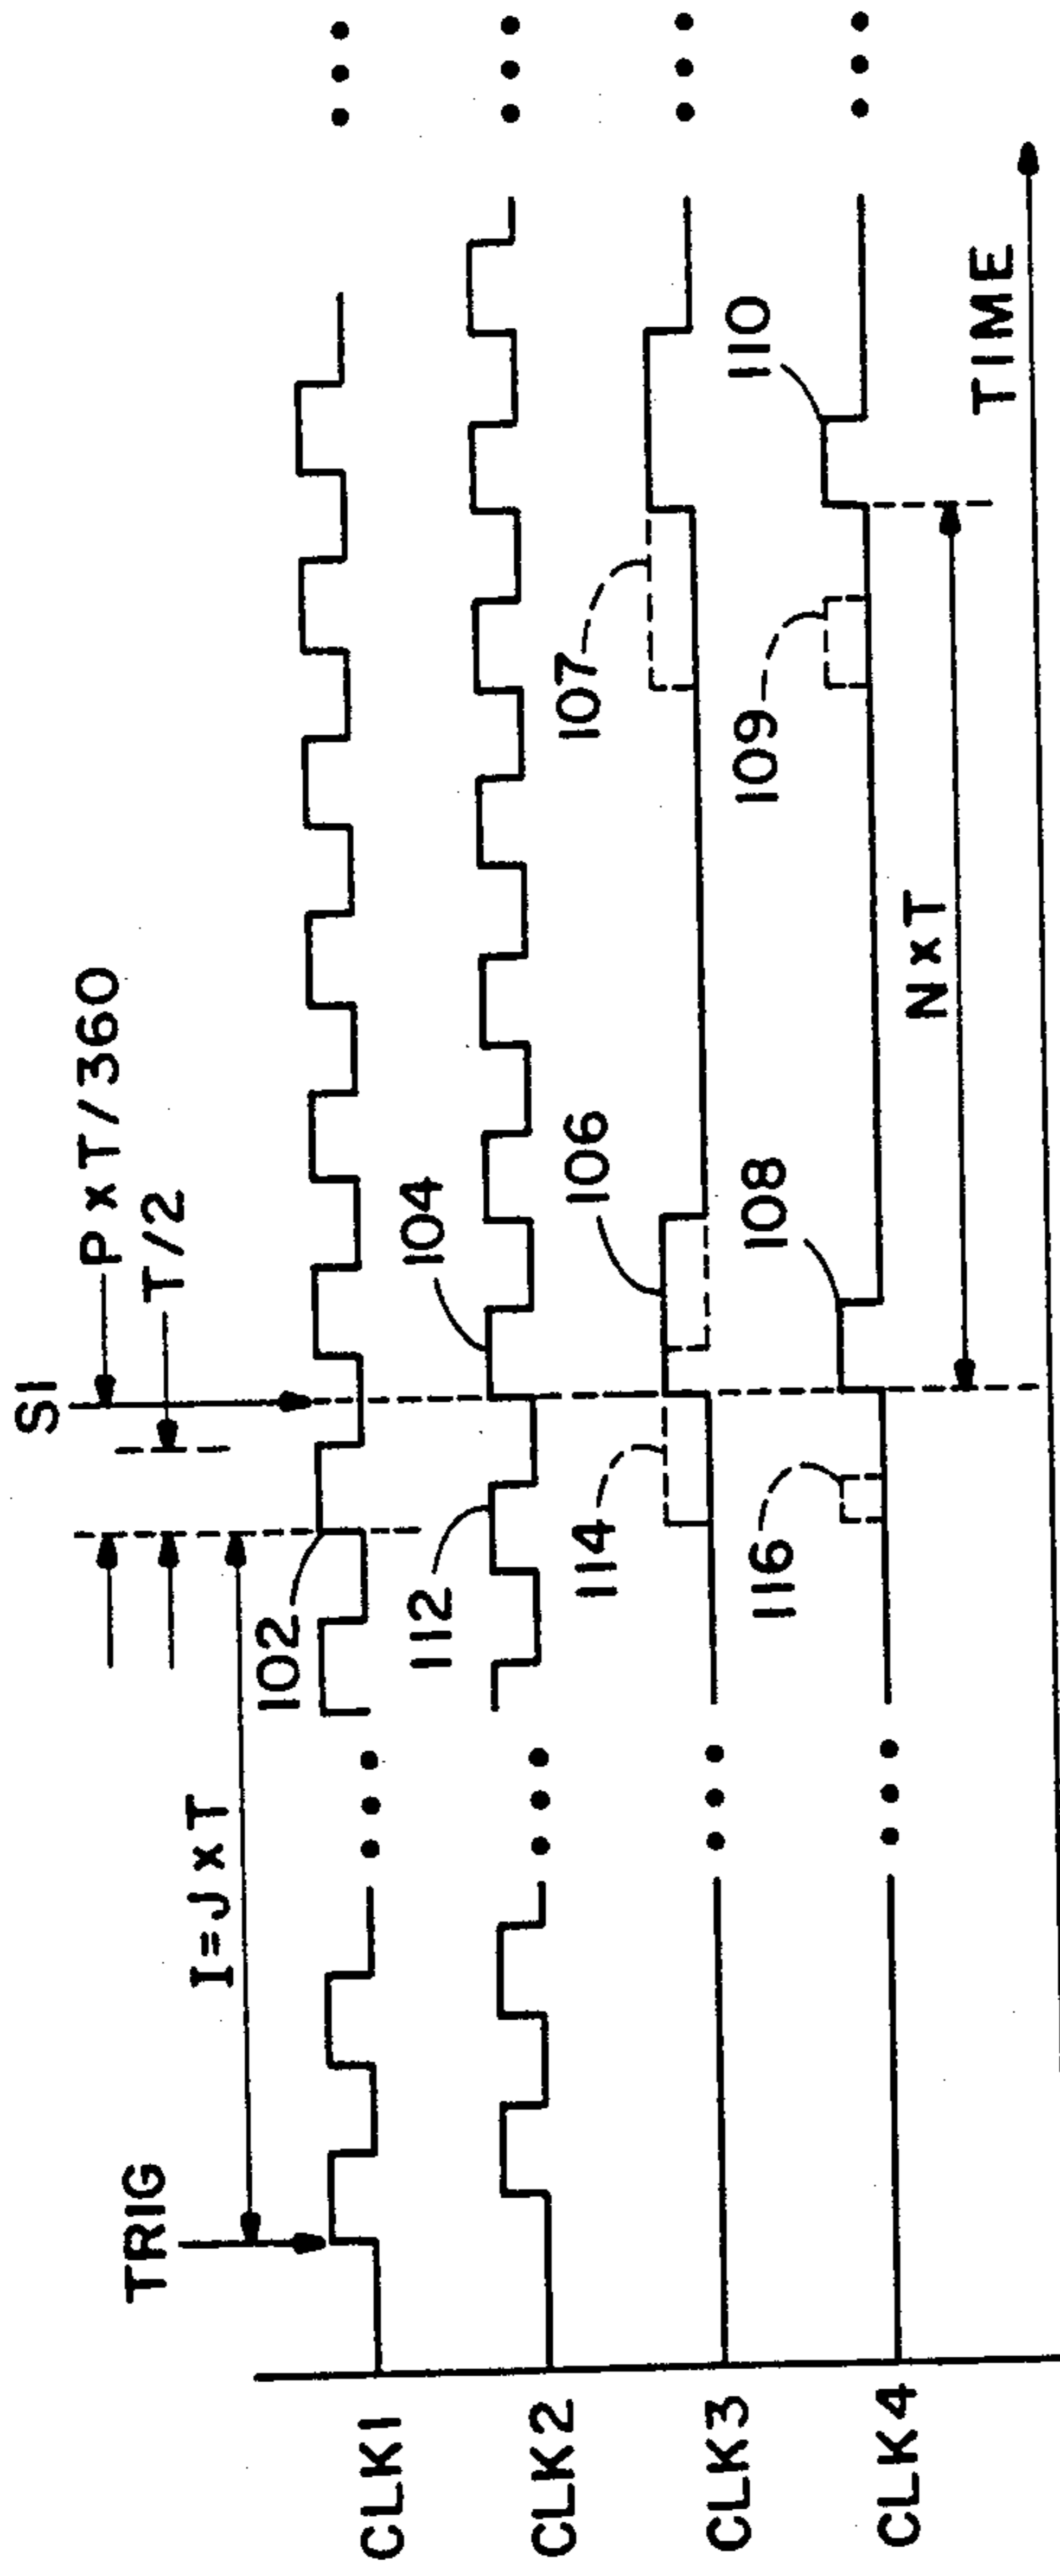 SI
P x T/360
T/2
TRIG
I=J x T
102
CLK1
104
112
CLK2
106
107
114
CLK3
108
109
110
116
CLK4
N x T
TIME